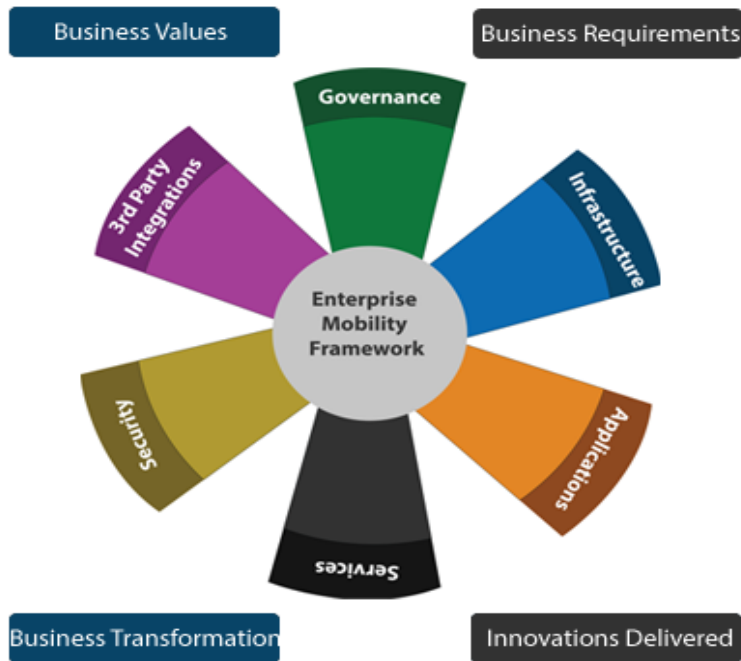 Business Values
Business Requirements
Governance
3rd Party
Integrations
Infrastructure
Enterprise
Mobility
Framework
Security
Applications
Services
Business Transformation
Innovations Delivered